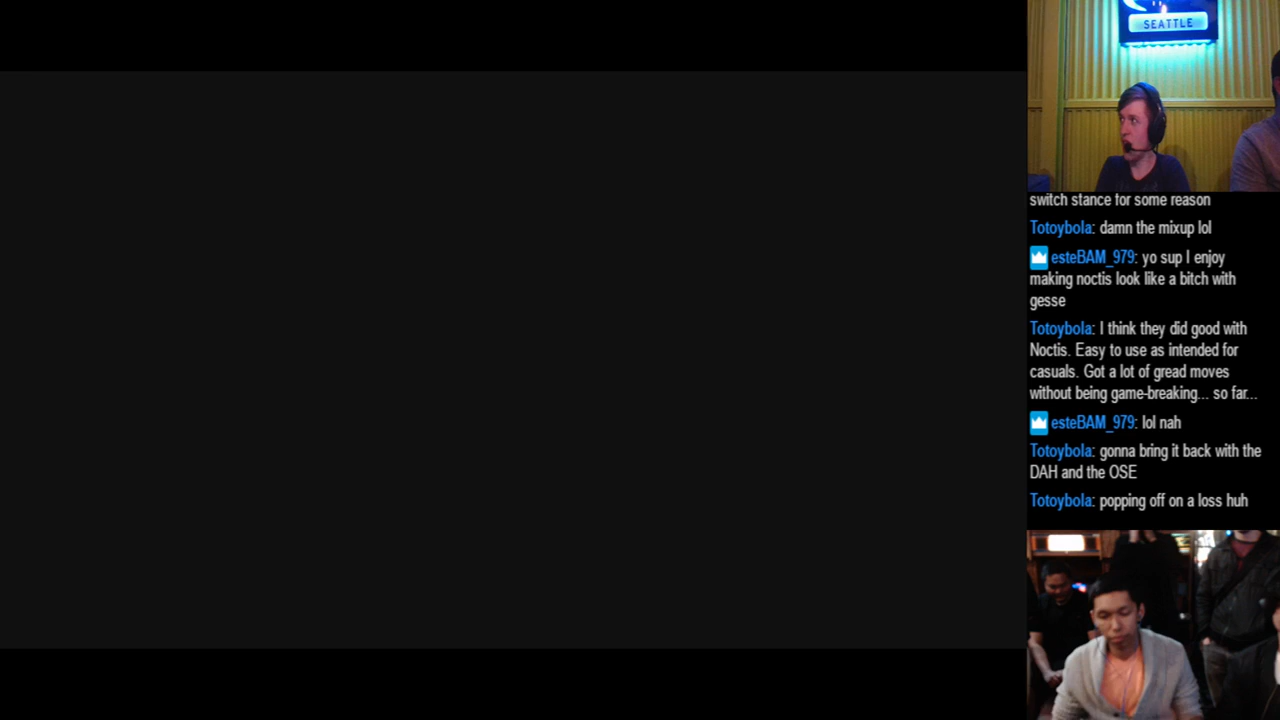 SEATTLE
switch stance for some reason
Totoybola: damn the mixup lol
esteBAM_979: yo sup I enjoy
making noctis look like a bitch with
gesse
Totoybola: I think they did good with
Noctis. Easy to use as intended for
casuals. Got a lot of gread moves
without being game-breaking... so far...
esteBAM_979: lol nah
Totoybola: gonna bring it back with the
DAH and the OSE
Totoybola: popping off on a loss huh